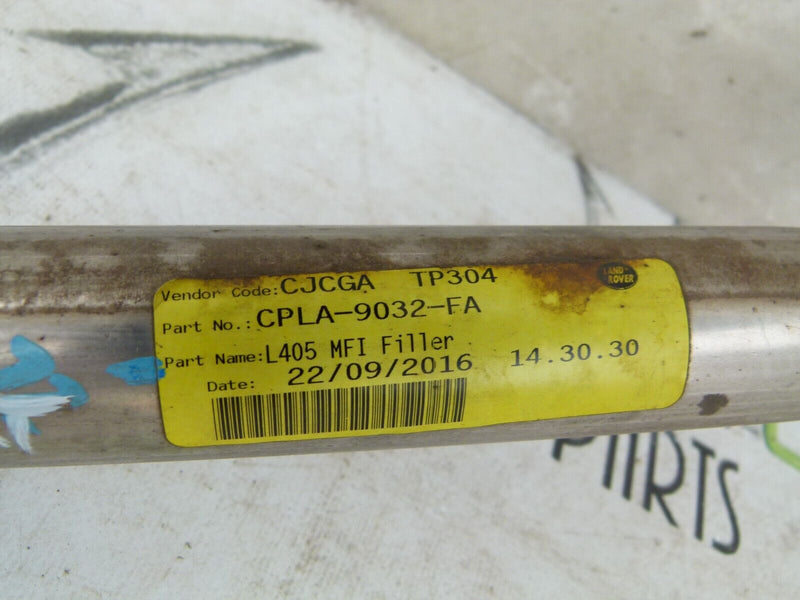 Vendor Code: CJCGA TP304
LAND
ROVER
Part No.: CPLA-9032-FA
Part Name: L405 MFI Filler
Date: 22/09/2016 14.30.30
PARTS